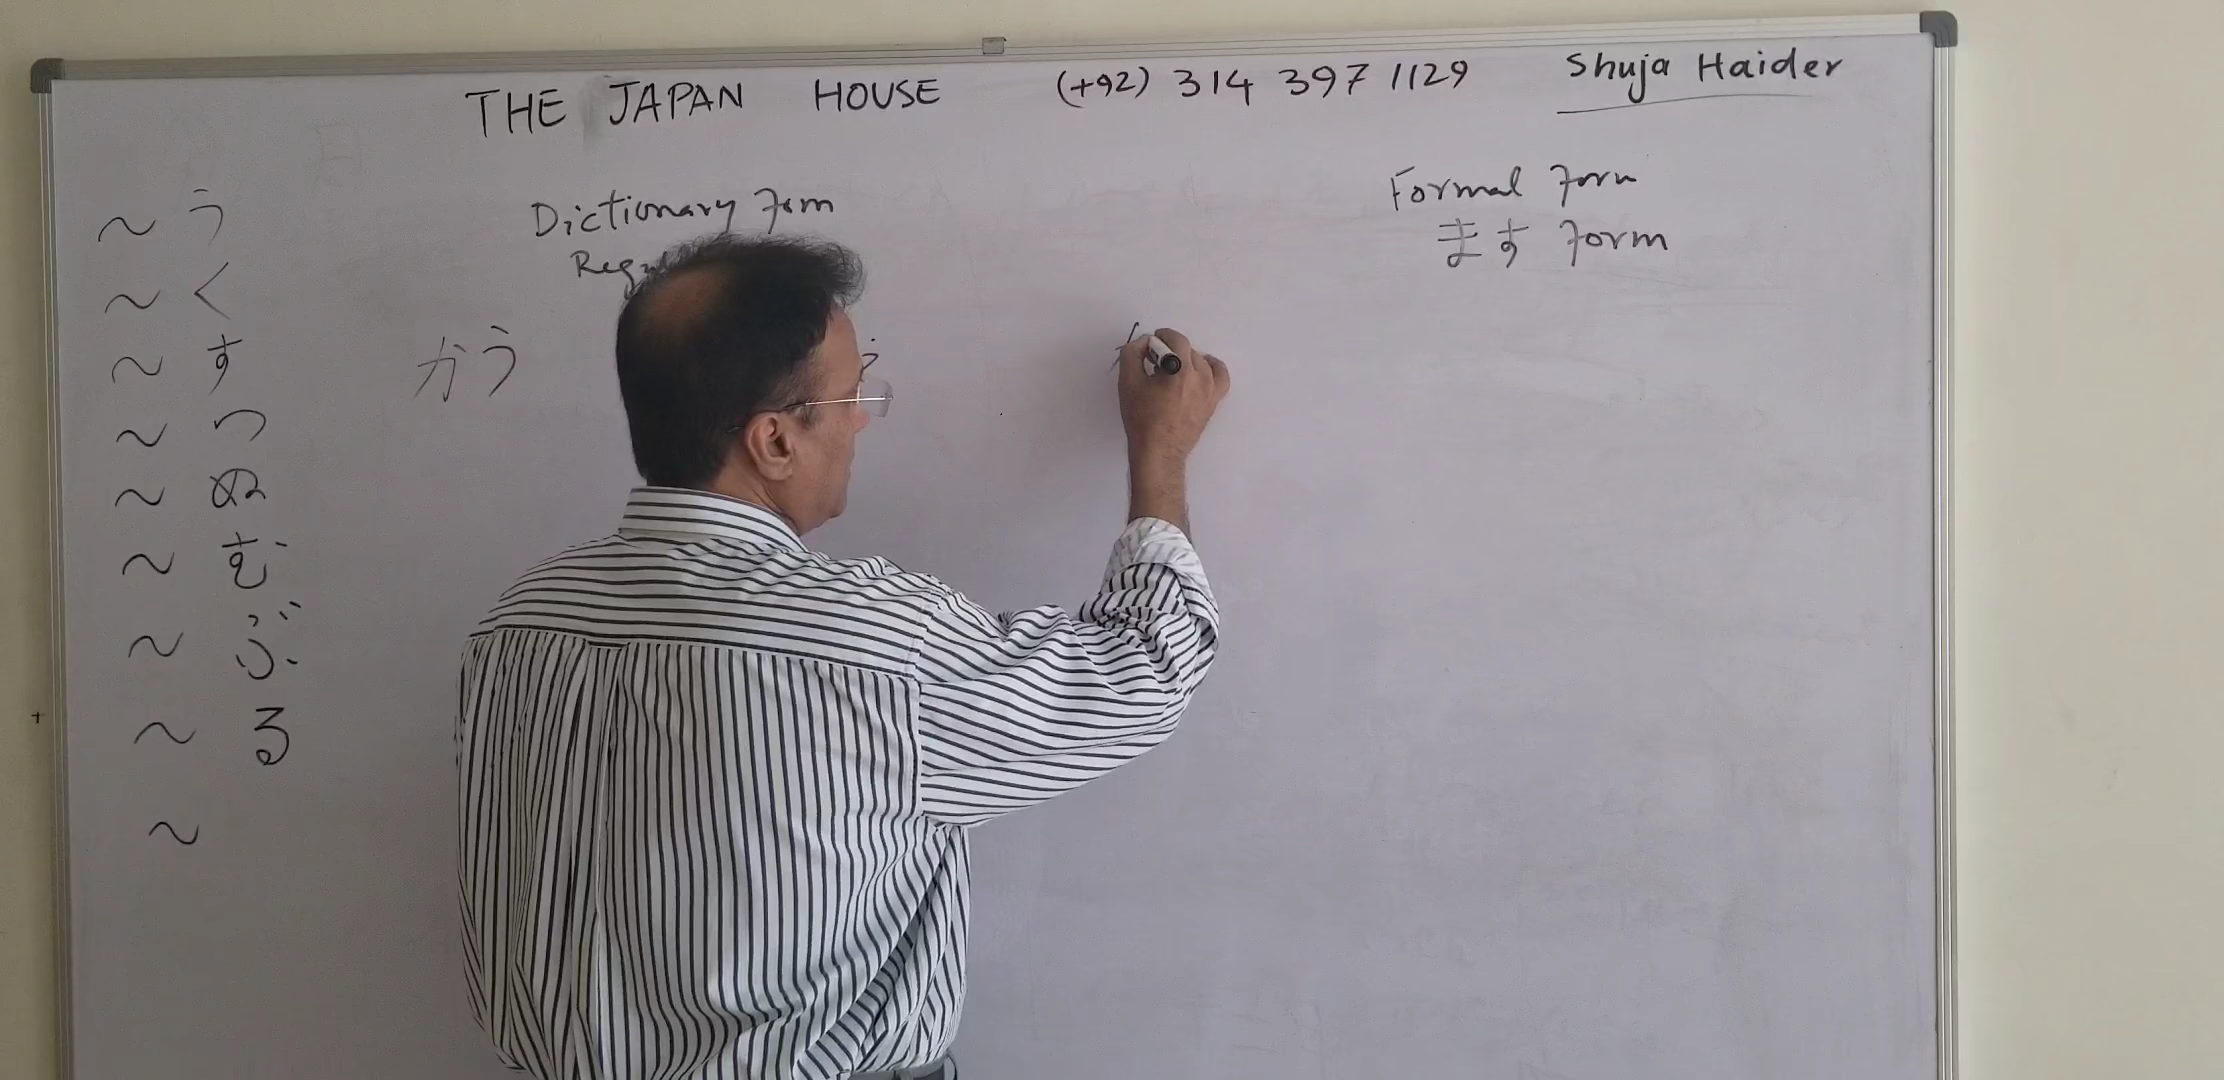 THE JAPAN HOUSE (+92) 314 397 1129 Shuja Haider
Dictionary Form
Formal Form
ます Form
~ う
~ く
~ す
~ つ
~ ぬ
~ む
~ ぶ
~ る
~
かう